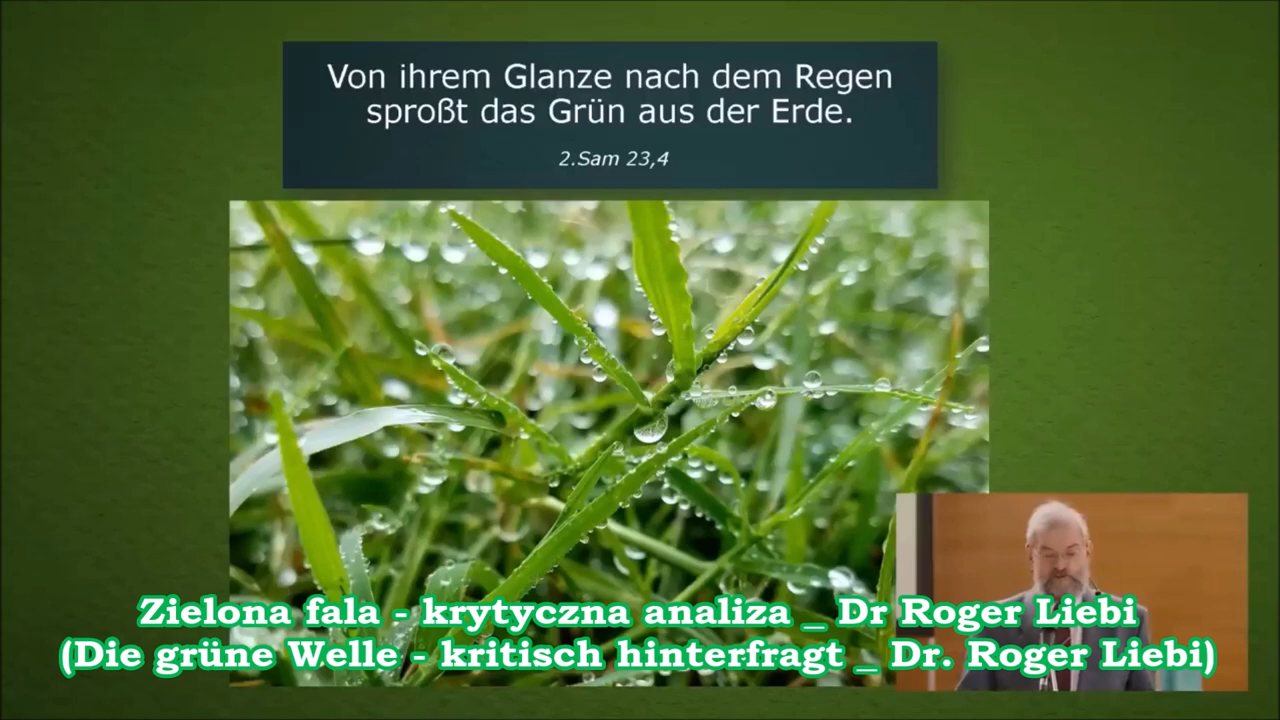 Von ihrem Glanze nach dem Regen
sproßt das Grün aus der Erde.
2.Sam 23,4
Zielona fala - krytyczna analiza _ Dr Roger Liebi
(Die grüne Welle - kritisch hinterfragt _ Dr. Roger Liebi)